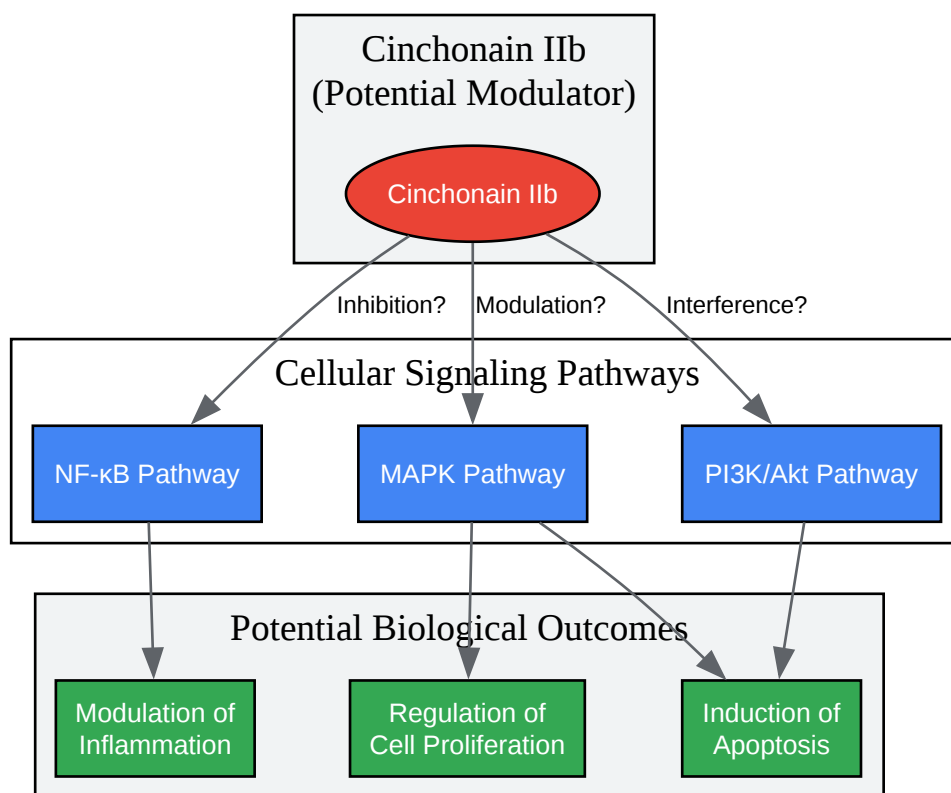 Cinchonain IIb
(Potential Modulator)
Cinchonain IIb
Inhibition?
Modulation?
Interference?
Cellular Signaling Pathways
NF-κB Pathway
MAPK Pathway
PI3K/Akt Pathway
Potential Biological Outcomes
Modulation of
Inflammation
Regulation of
Cell Proliferation
Induction of
Apoptosis